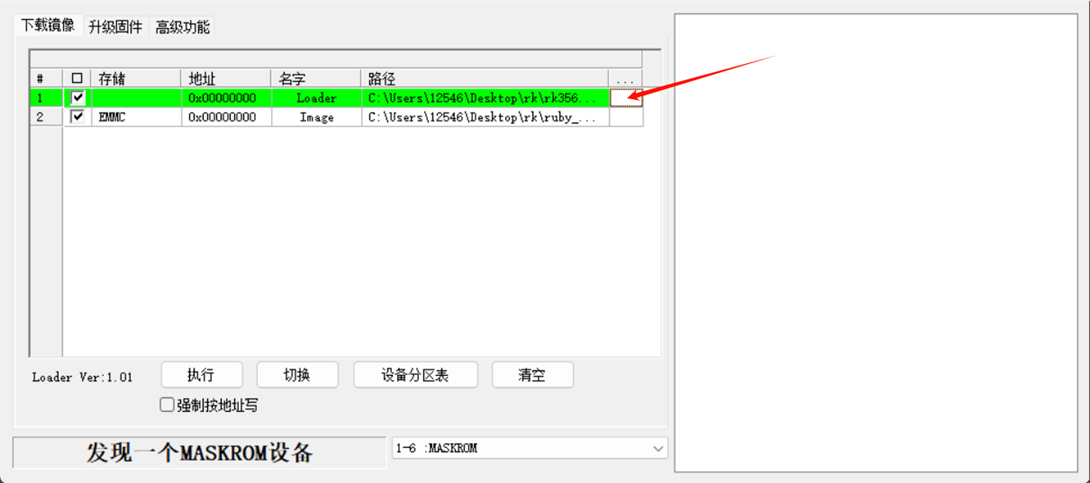 下载镜像 升级固件 高级功能
# 存储 地址 名字 路径 ...
1 0x00000000 Loader C:\Users\12546\Desktop\rk\rk356...
2 EMMC 0x00000000 Image C:\Users\12546\Desktop\rk\ruby_...
Loader Ver:1.01 执行 切换 设备分区表 清空
强制按地址写
发现一个MASKROM设备 1-6 :MASKROM